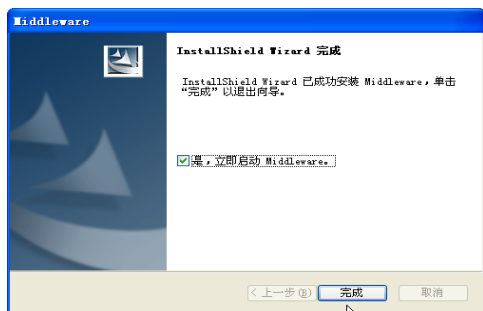 Middleware
InstallShield Wizard 完成
InstallShield Wizard 已成功安装 Middleware，单击
“完成”以退出向导。
是，立即启动 Middleware。
< 上一步(B)
完成
取消